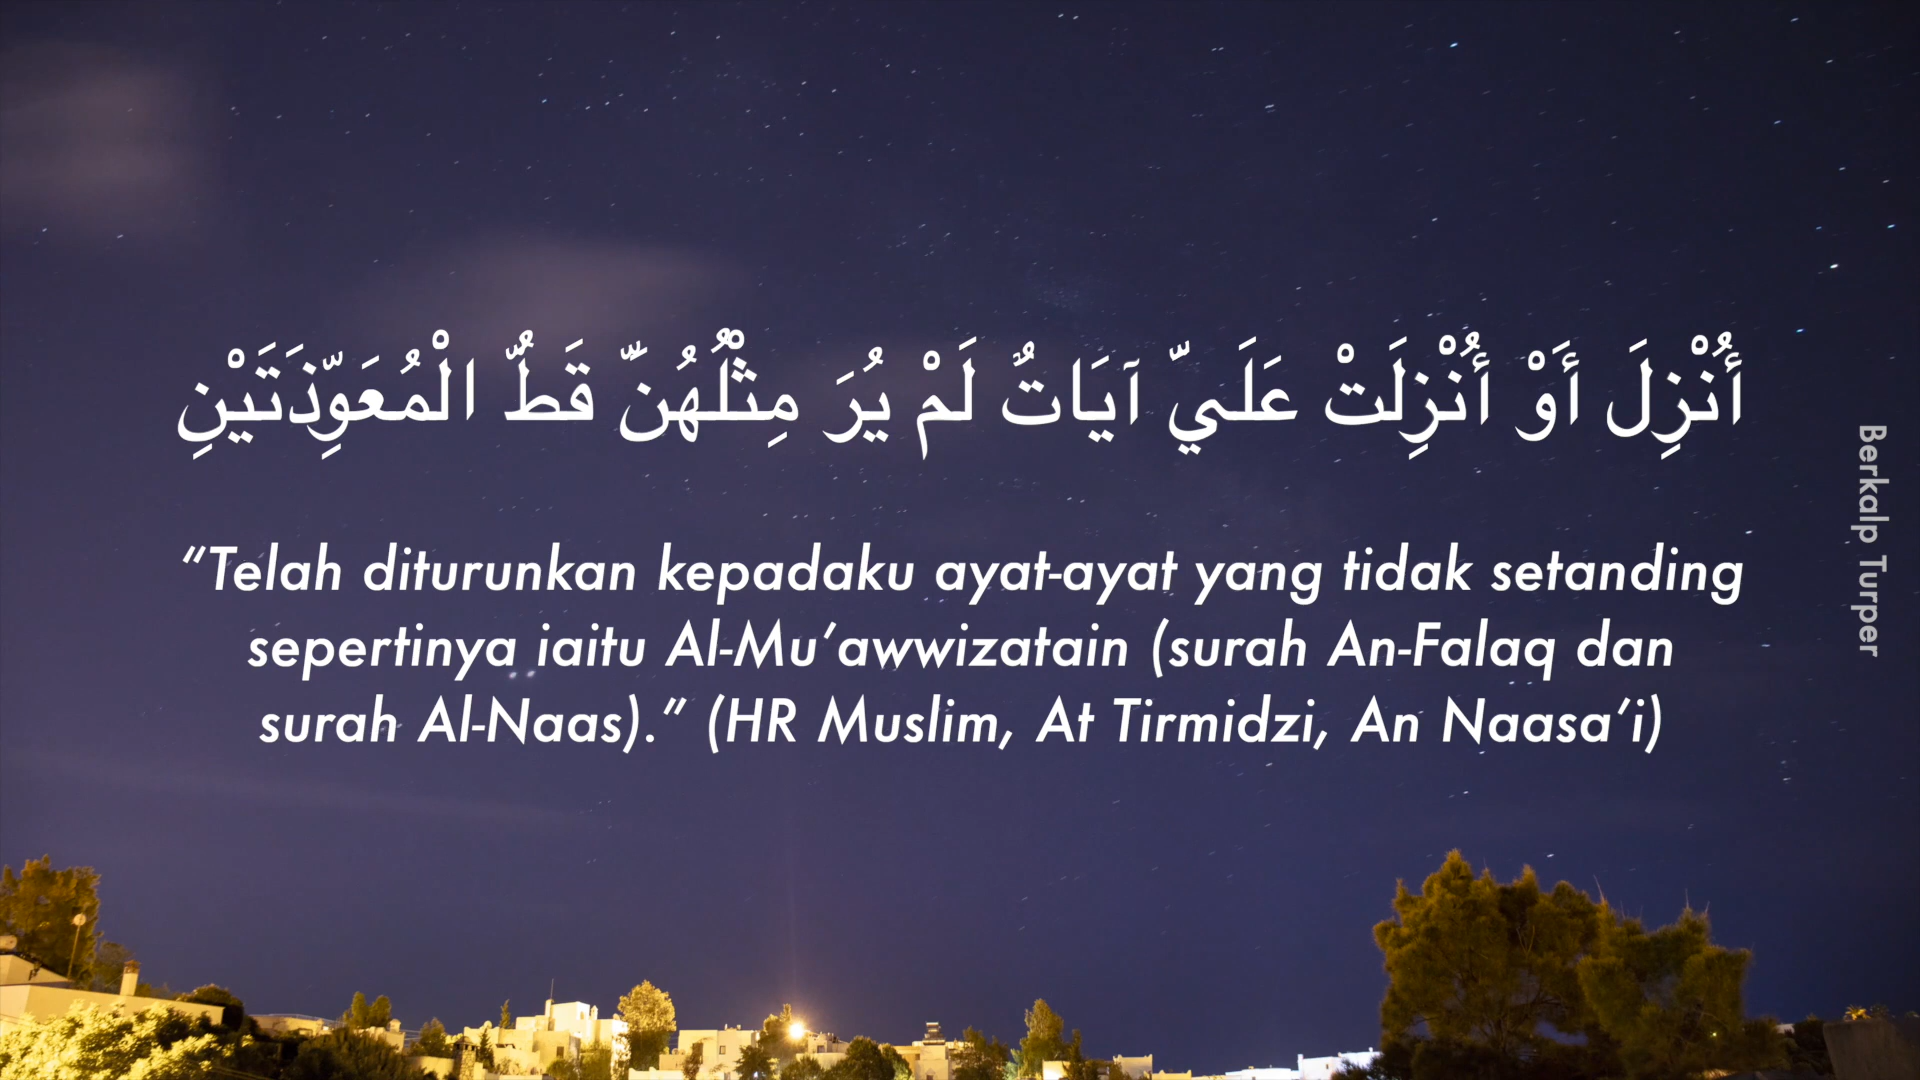 أُنْزِلَ أَوْ أُنْزِلَتْ عَلَيَّ آيَاتٌ لَمْ يُرَ مِثْلُهُنَّ قَطُّ الْمُعَوِّذَتَيْنِ
“Telah diturunkan kepadaku ayat-ayat yang tidak setanding
sepertinya iaitu Al-Mu’awwizatain (surah An-Falaq dan
surah Al-Naas).” (HR Muslim, At Tirmidzi, An Naasa’i)
Berkalp Turper